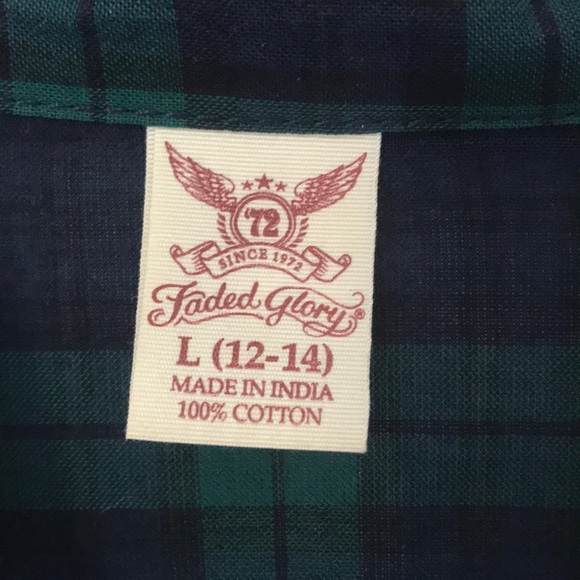 '72
SINCE 1972
Faded Glory®
L (12-14)
MADE IN INDIA
100% COTTON